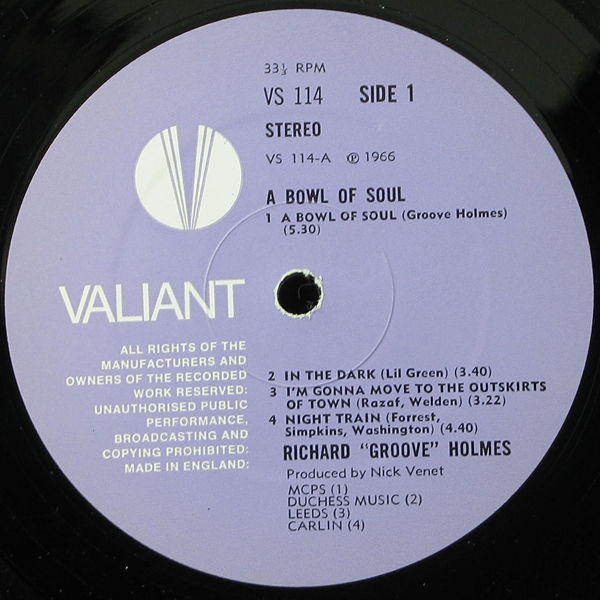 33⅓ RPM
VS 114 SIDE 1
STEREO
VS 114-A ℗ 1966
A BOWL OF SOUL
1 A BOWL OF SOUL (Groove Holmes)
(5.30)
VALIANT
ALL RIGHTS OF THE
MANUFACTURERS AND
OWNERS OF THE RECORDED
WORK RESERVED:
UNAUTHORISED PUBLIC
PERFORMANCE,
BROADCASTING AND
COPYING PROHIBITED:
MADE IN ENGLAND:
2 IN THE DARK (Lil Green) (3.40)
3 I'M GONNA MOVE TO THE OUTSKIRTS
OF TOWN (Razaf, Welden) (3.22)
4 NIGHT TRAIN (Forrest,
Simpkins, Washington) (4.40)
RICHARD "GROOVE" HOLMES
Produced by Nick Venet
MCPS (1)
DUCHESS MUSIC (2)
LEEDS (3)
CARLIN (4)